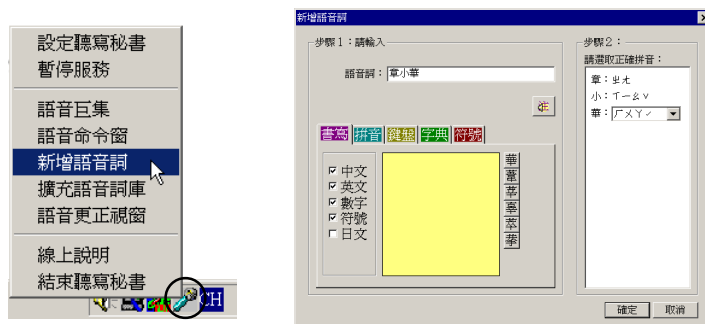 設定聽寫秘書
暫停服務
語音巨集
語音命令窗
新增語音詞
擴充語音詞庫
語音更正視窗
線上說明
結束聽寫秘書
CH
新增語音詞
步驟1：請輸入
語音詞：章小華
書寫 拼音 鍵盤 字典 符號
中文
英文
數字
符號
日文
華
葦
莘
辜
萃
步驟2：
請選取正確拼音：
章：ㄓㄤ
小：ㄒㄧㄠˇ
華：ㄏㄨㄚˊ
確定 取消